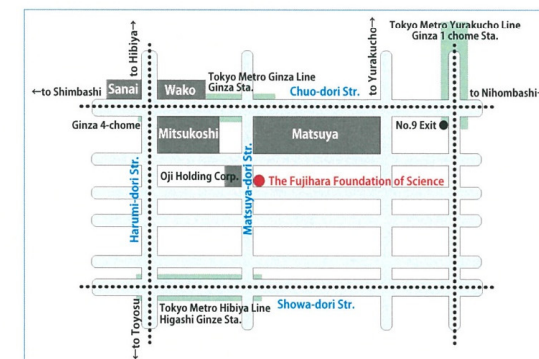 Tokyo Metro Yurakucho Line
Ginza 1 chome Sta.
to Hibiya→
to Yurakucho→
←to Shimbashi
Sanai
Wako
Tokyo Metro Ginza Line
Ginza Sta.
Chuo-dori Str.
to Nihombashi→
Ginza 4-chome
Mitsukoshi
Matsuya
No.9 Exit
Harumi-dori Str.
Oji Holding Corp.
Matsuya-dori Str.
The Fujihara Foundation of Science
←to Toyosu
Tokyo Metro Hibiya Line
Higashi Ginze Sta.
Showa-dori Str.